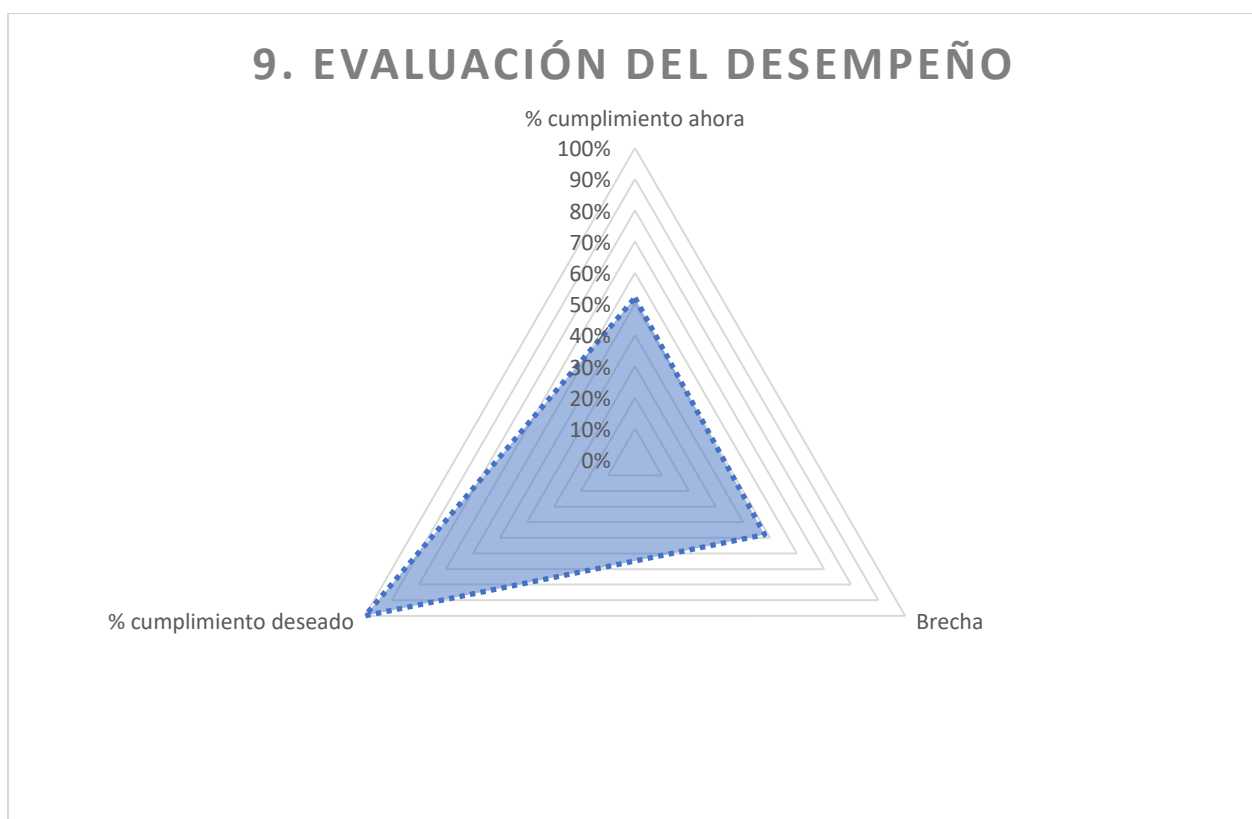 9. EVALUACIÓN DEL DESEMPEÑO
% cumplimiento ahora
100%
90%
80%
70%
60%
50%
40%
30%
20%
10%
0%
% cumplimiento deseado
Brecha